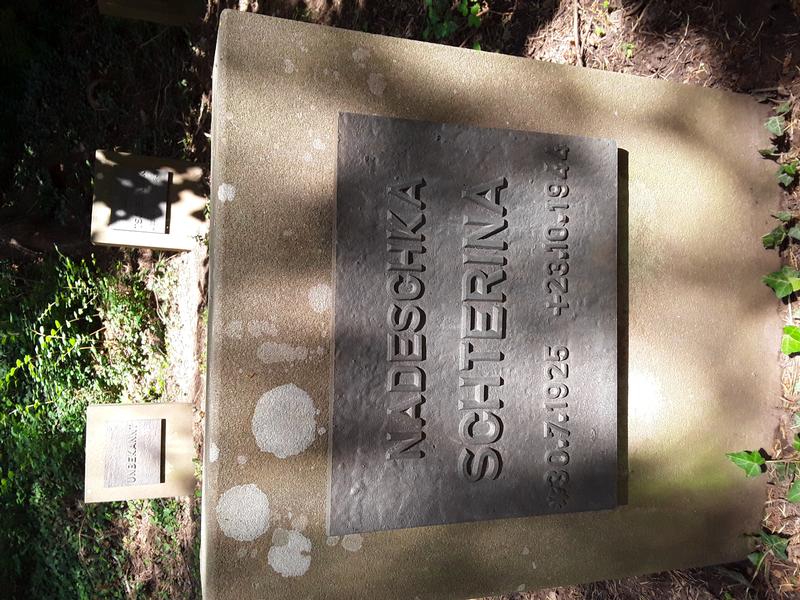 NADESCHKA
SCHTERINA
*30.7.1925 +23.10.1944
UNBEKANNT